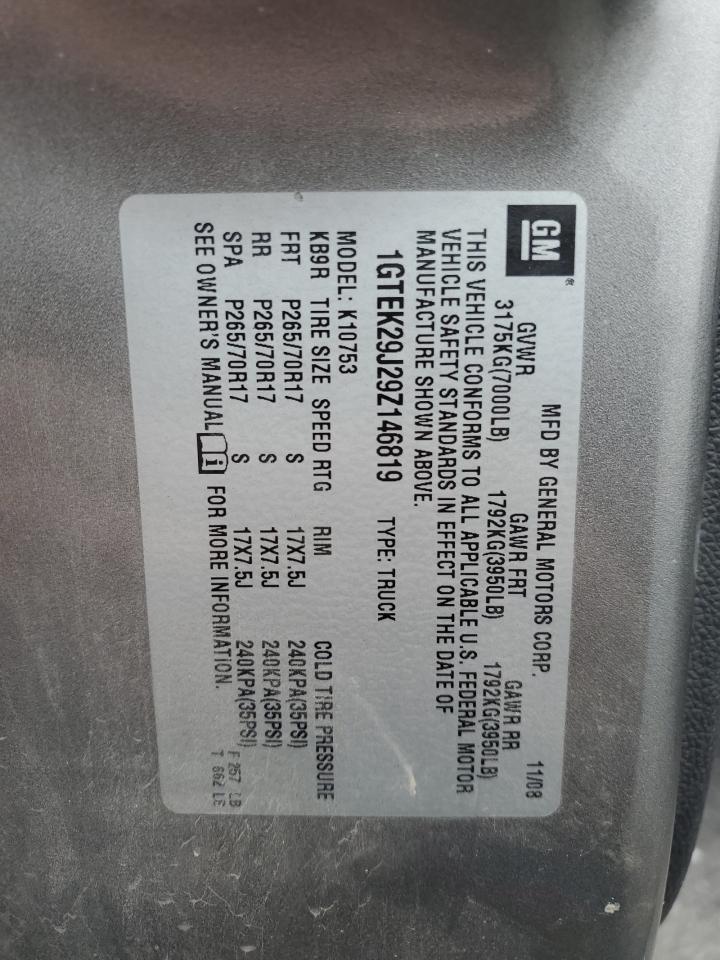 GM ®
MFD BY GENERAL MOTORS CORP. 11/08
GVWR GAWR FRT GAWR RR
3175KG(7000LB) 1792KG(3950LB) 1792KG(3950LB)
THIS VEHICLE CONFORMS TO ALL APPLICABLE U.S. FEDERAL MOTOR
VEHICLE SAFETY STANDARDS IN EFFECT ON THE DATE OF
MANUFACTURE SHOWN ABOVE.
1GTEK29J29Z146819 TYPE: TRUCK
MODEL: K10753
KB9R TIRE SIZE SPEED RTG RIM COLD TIRE PRESSURE
FRT P265/70R17 S 17X7.5J 240KPA(35PSI)
RR P265/70R17 S 17X7.5J 240KPA(35PSI)
SPA P265/70R17 S 17X7.5J 240KPA(35PSI)
SEE OWNER'S MANUAL i FOR MORE INFORMATION.
F 257 LB
T 662 LB